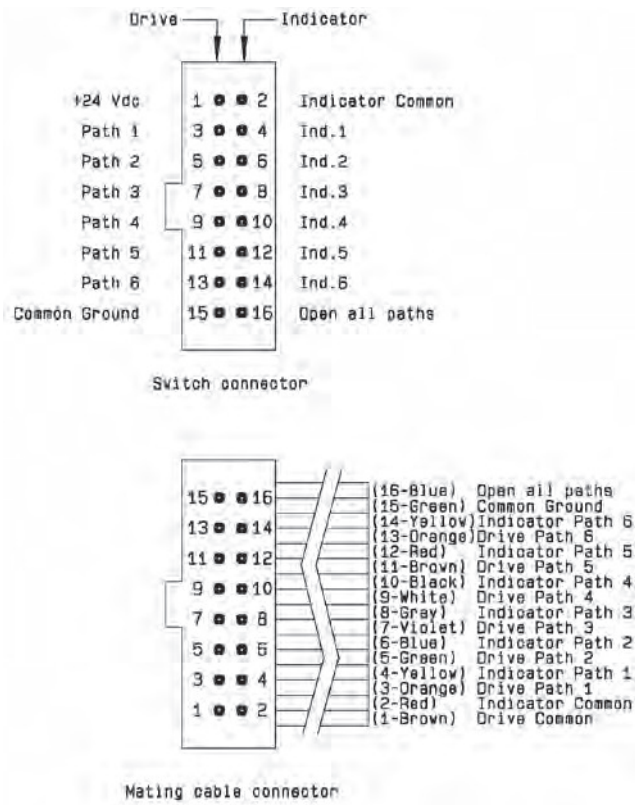 Drive Indicator
+24 Vdc 1 2 Indicator Common
Path 1 3 4 Ind.1
Path 2 5 6 Ind.2
Path 3 7 8 Ind.3
Path 4 9 10 Ind.4
Path 5 11 12 Ind.5
Path 6 13 14 Ind.6
Common Ground 15 16 Open all paths
Switch connector
15 16
13 14
11 12
9 10
7 8
5 6
3 4
1 2
(16-Blue) Open all paths
(15-Green) Common Ground
(14-Yellow) Indicator Path 6
(13-Orange) Drive Path 6
(12-Red) Indicator Path 5
(11-Brown) Drive Path 5
(10-Black) Indicator Path 4
(9-White) Drive Path 4
(8-Gray) Indicator Path 3
(7-Violet) Drive Path 3
(6-Blue) Indicator Path 2
(5-Green) Drive Path 2
(4-Yellow) Indicator Path 1
(3-Orange) Drive Path 1
(2-Red) Indicator Common
(1-Brown) Drive Common
Mating cable connector